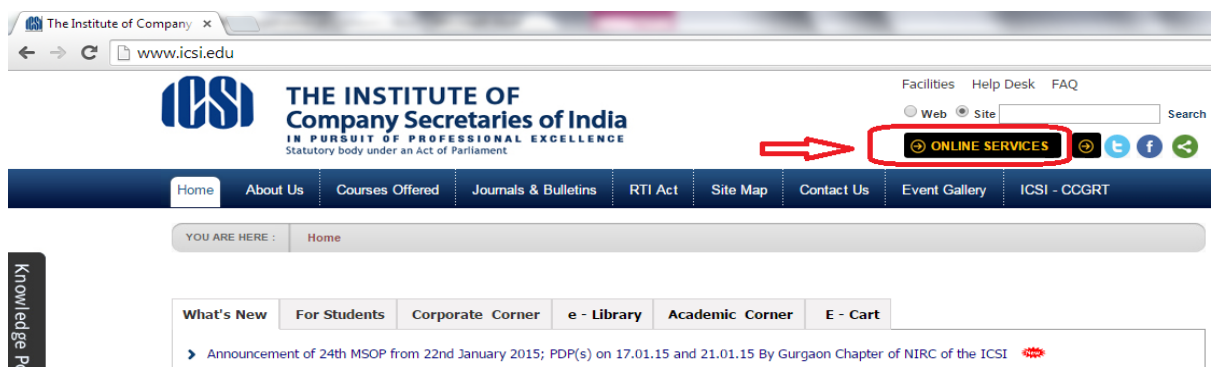 The Institute of Company
www.icsi.edu
Facilities Help Desk FAQ
ICSI
THE INSTITUTE OF
Company Secretaries of India
IN PURSUIT OF PROFESSIONAL EXCELLENCE
Statutory body under an Act of Parliament
Web Site Search
ONLINE SERVICES
Home About Us Courses Offered Journals & Bulletins RTI Act Site Map Contact Us Event Gallery ICSI - CCGRT
YOU ARE HERE : Home
Knowledge
What's New For Students Corporate Corner e - Library Academic Corner E - Cart
Announcement of 24th MSOP from 22nd January 2015; PDP(s) on 17.01.15 and 21.01.15 By Gurgaon Chapter of NIRC of the ICSI